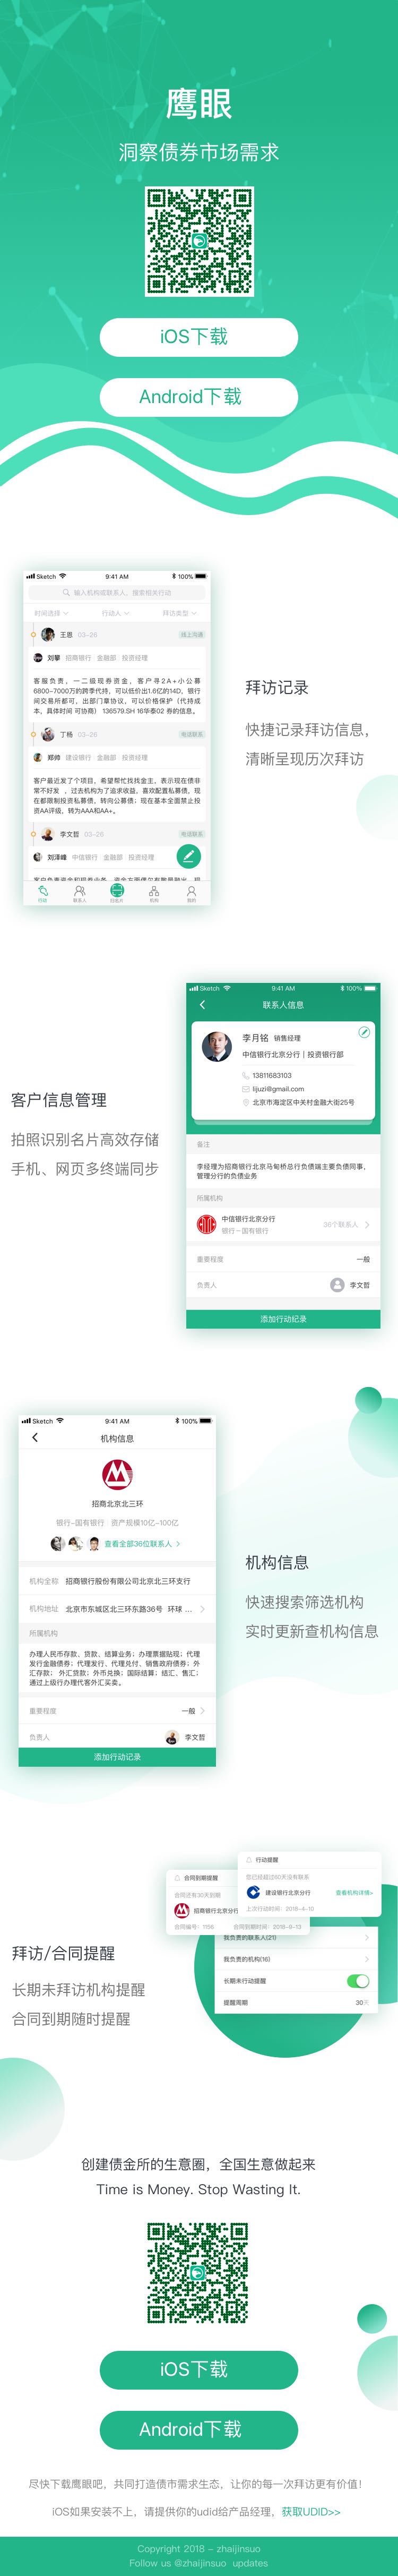 鹰眼
洞察债券市场需求
iOS下载
Android下载
Sketch 9:41 AM 100%
输入机构或联系人，搜索相关行动
时间选择 行动人 拜访类型
王恩 03-26 线上沟通
刘攀 招商银行 金融部 投资经理
客服负责，一二级现券资金，客户寻2A+小公募
6800-7000万的跨季代持，可以低价出1.6亿的14D，银行
间交易所都可，出部门章协议，可以价格保护（代持成
本，具体时间 可协商） 136579.SH 16华泰02 券的信息。
丁杨 03-26 电话联系
郑帅 建设银行 金融部 投资经理
客户最近发了个项目，希望帮忙找找金主，表示现在债非
常不好发 ，过去机构为了追求收益，喜欢配置私募债，现
在都限制投资私募债，转向公募债；现在基本全面禁止投
资AA评级，转为AAA和AA+。
李文哲 03-26 电话联系
刘泽峰 中信银行 金融部 投资经理
行动 联系人 扫名片 机构 我的
拜访记录
快捷记录拜访信息，
清晰呈现历次拜访
Sketch 9:41 AM 100%
联系人信息
李月铭 销售经理
中信银行北京分行｜投资银行部
13811683103
lijuzi@gmail.com
北京市海淀区中关村金融大街25号
备注
李经理为招商银行北京马甸桥总行负债端主要负债同事，
管理分行的负债业务
所属机构
中信银行北京分行
银行－国有银行
36个联系人
重要程度 一般
负责人 李文哲
添加行动纪录
客户信息管理
拍照识别名片高效存储
手机、网页多终端同步
Sketch 9:41 AM 100%
机构信息
招商北京北三环
银行-国有银行 | 资产规模10亿-100亿
查看全部36位联系人
机构全称 招商银行股份有限公司北京北三环支行
机构地址 北京市东城区北三环东路36号 环球 ...
所属机构
办理人民币存款、贷款、结算业务；办理票据贴现；代理
发行金融债券；代理发行、代理兑付、销售政府债券；外
汇存款； 外汇贷款；外币兑换；国际结算；结汇、售汇；
通过上级行办理代客外汇买卖。
重要程度 一般
负责人 李文哲
添加行动记录
机构信息
快速搜索筛选机构
实时更新查机构信息
行动提醒
您已经超过60天没有联系
建设银行北京分行 查看机构详情>
上次行动时间：2018-4-10
合同到期提醒
合同还有30天到期
招商银行北京分行
合同编号：1156 合同到期时间：2018-9-13
我负责的联系人(21)
我负责的机构(16)
长期未行动提醒
提醒周期 30天
拜访/合同提醒
长期未拜访机构提醒
合同到期随时提醒
创建债金所的生意圈，全国生意做起来
Time is Money. Stop Wasting It.
iOS下载
Android下载
尽快下载鹰眼吧，共同打造债市需求生态，让你的每一次拜访更有价值！
iOS如果安装不上，请提供你的udid给产品经理，获取UDID>>
Copyright 2018 – zhaijinsuo
Follow us @zhaijinsuo updates